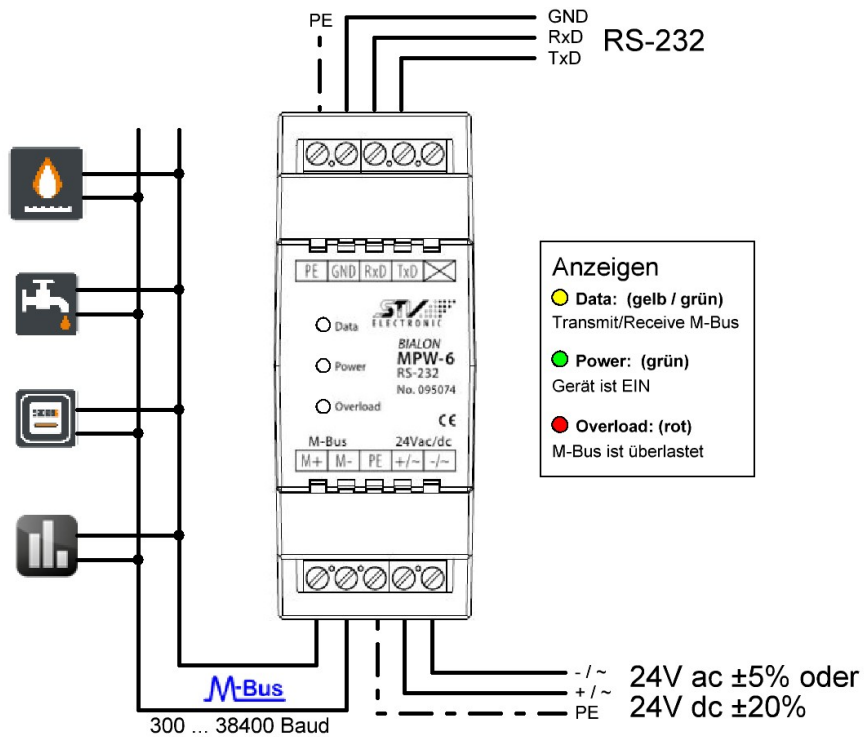 PE
GND
RxD
TxD
RS-232
PE GND RxD TxD
STV
ELECTRONIC
Data
BIALON
MPW-6
RS-232
No. 095074
Power
Overload
CE
M-Bus 24Vac/dc
M+ M- PE +/~ -/~
Anzeigen
Data: (gelb / grün)
Transmit/Receive M-Bus
Power: (grün)
Gerät ist EIN
Overload: (rot)
M-Bus ist überlastet
M-Bus
300 ... 38400 Baud
- / ~
+ / ~
PE
24V ac ±5% oder
24V dc ±20%